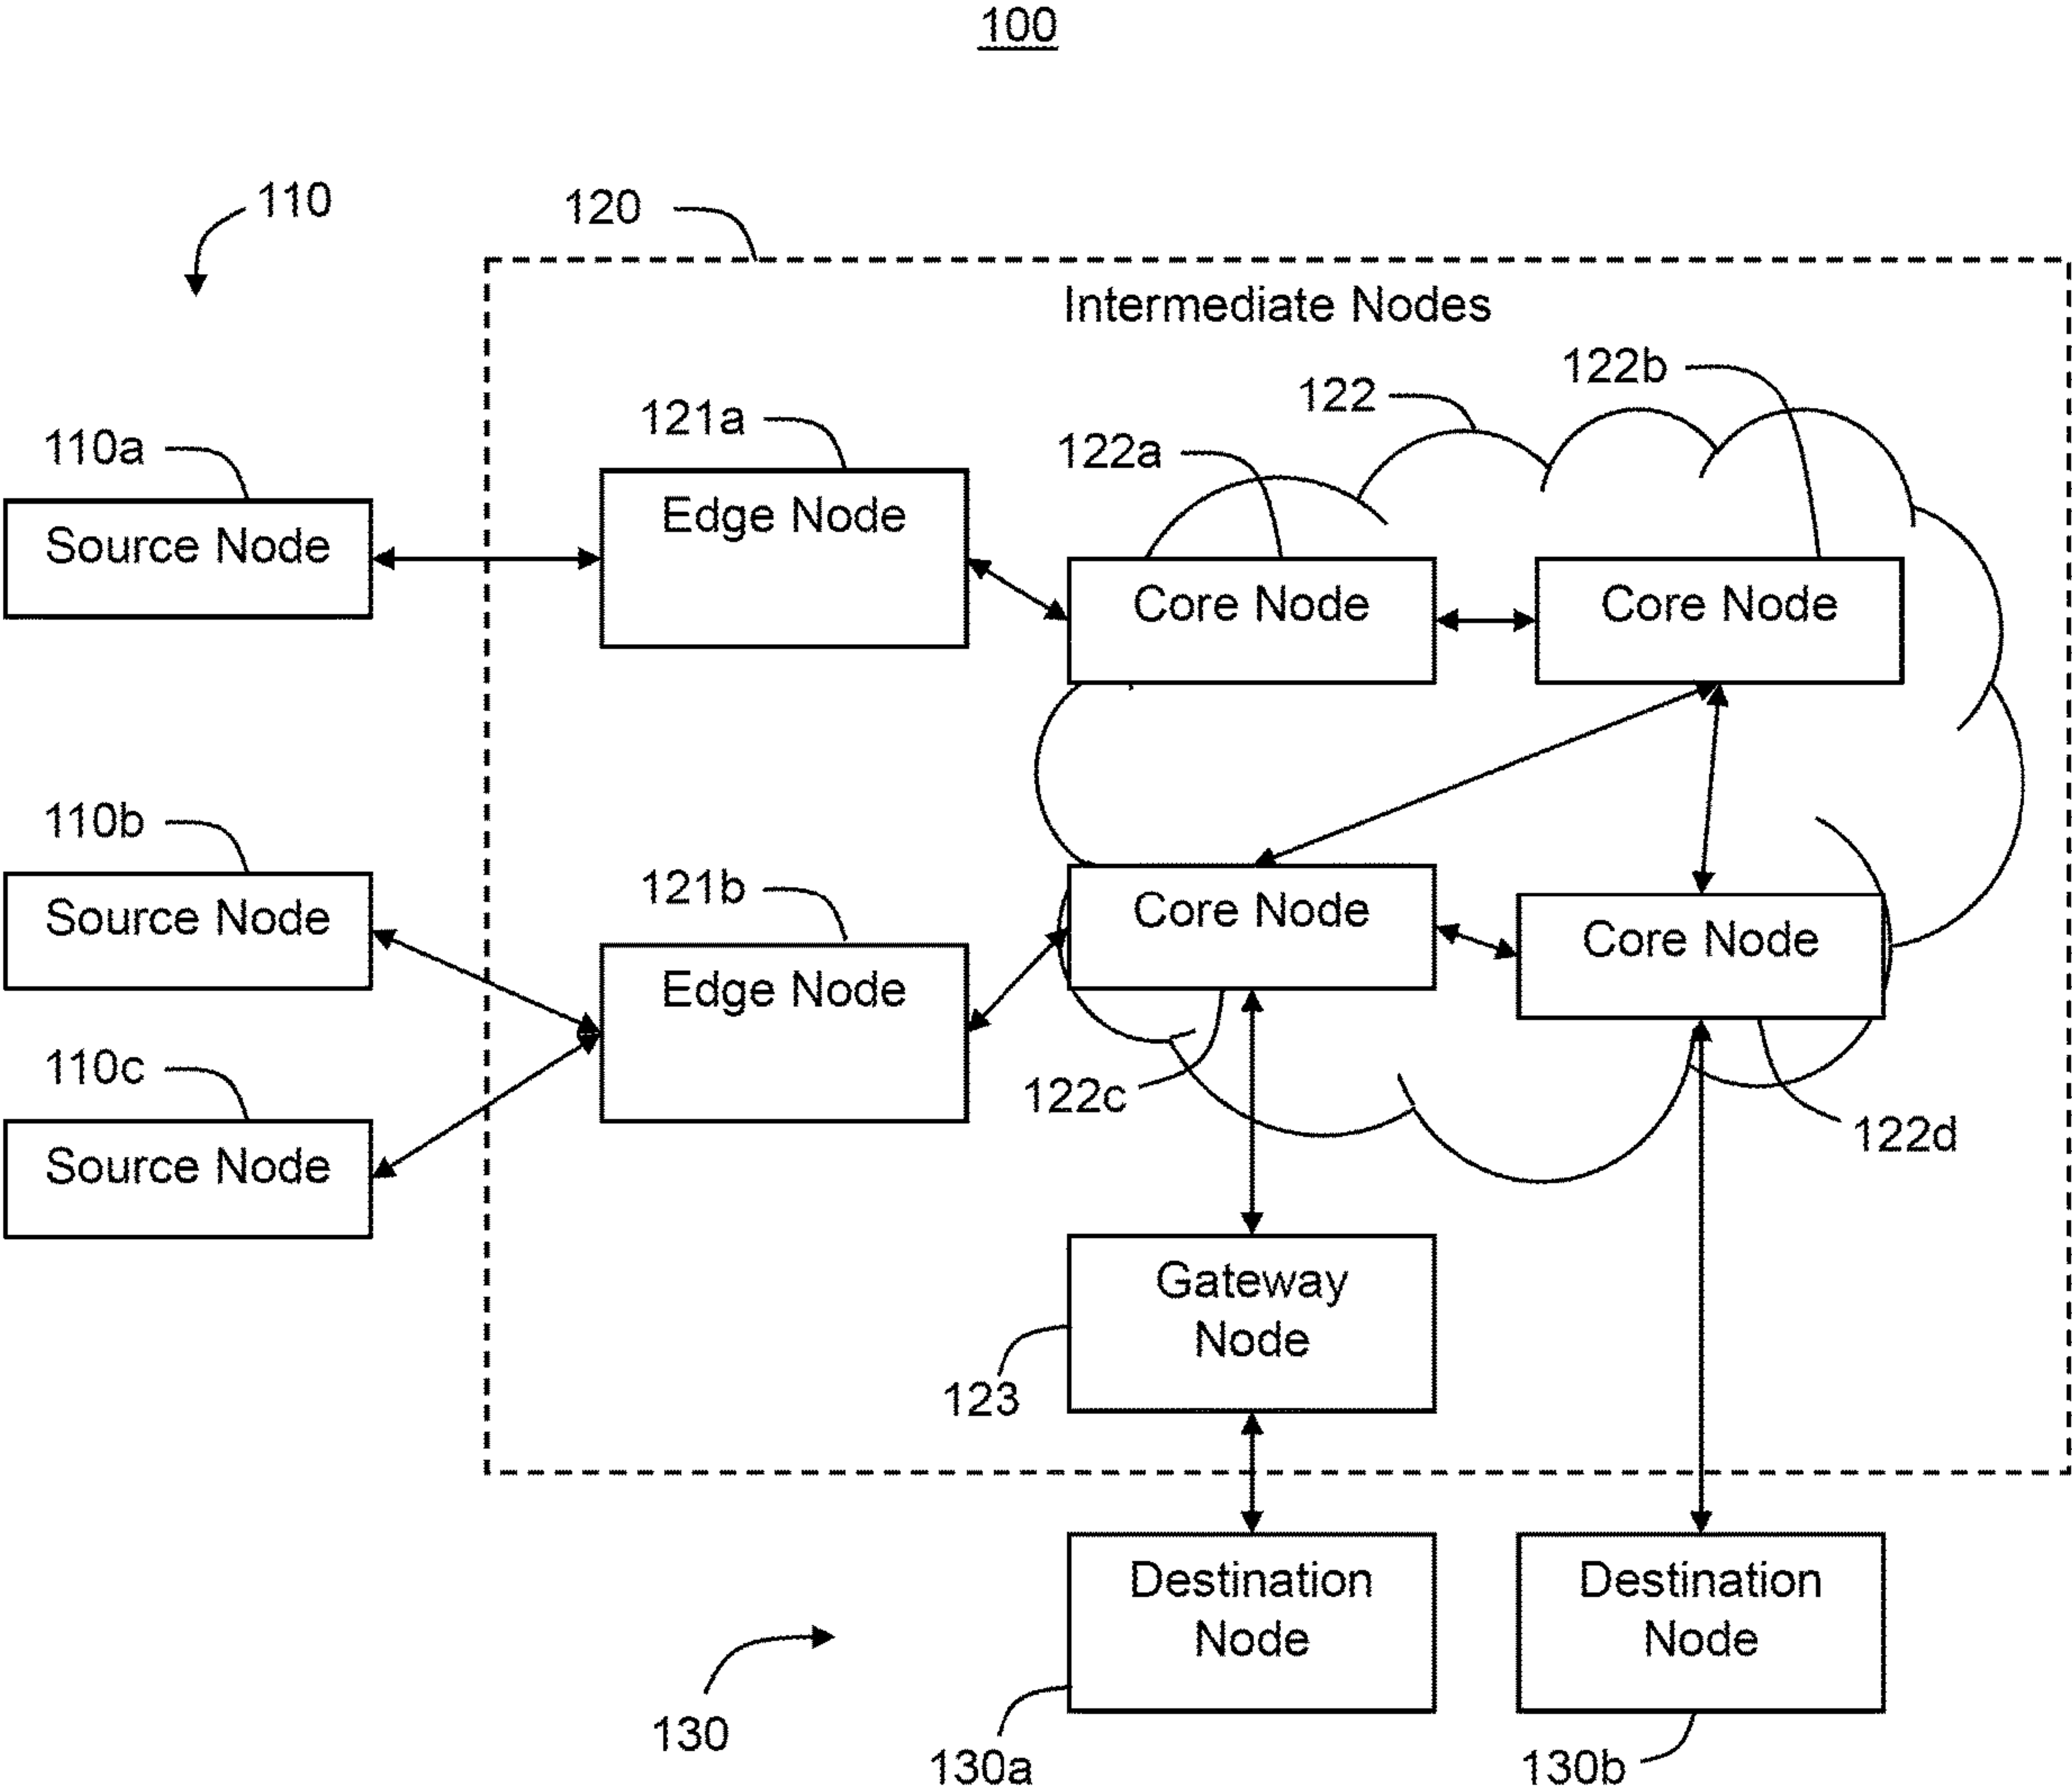 100
110
120
Intermediate Nodes
122b
122
121a
122a
110a
Edge Node
Source Node
Core Node
Core Node
110b
121b
Source Node
Core Node
Core Node
Edge Node
110c
122c
122d
Source Node
Gateway
Node
123
Destination
Node
Destination
Node
130
130a
130b